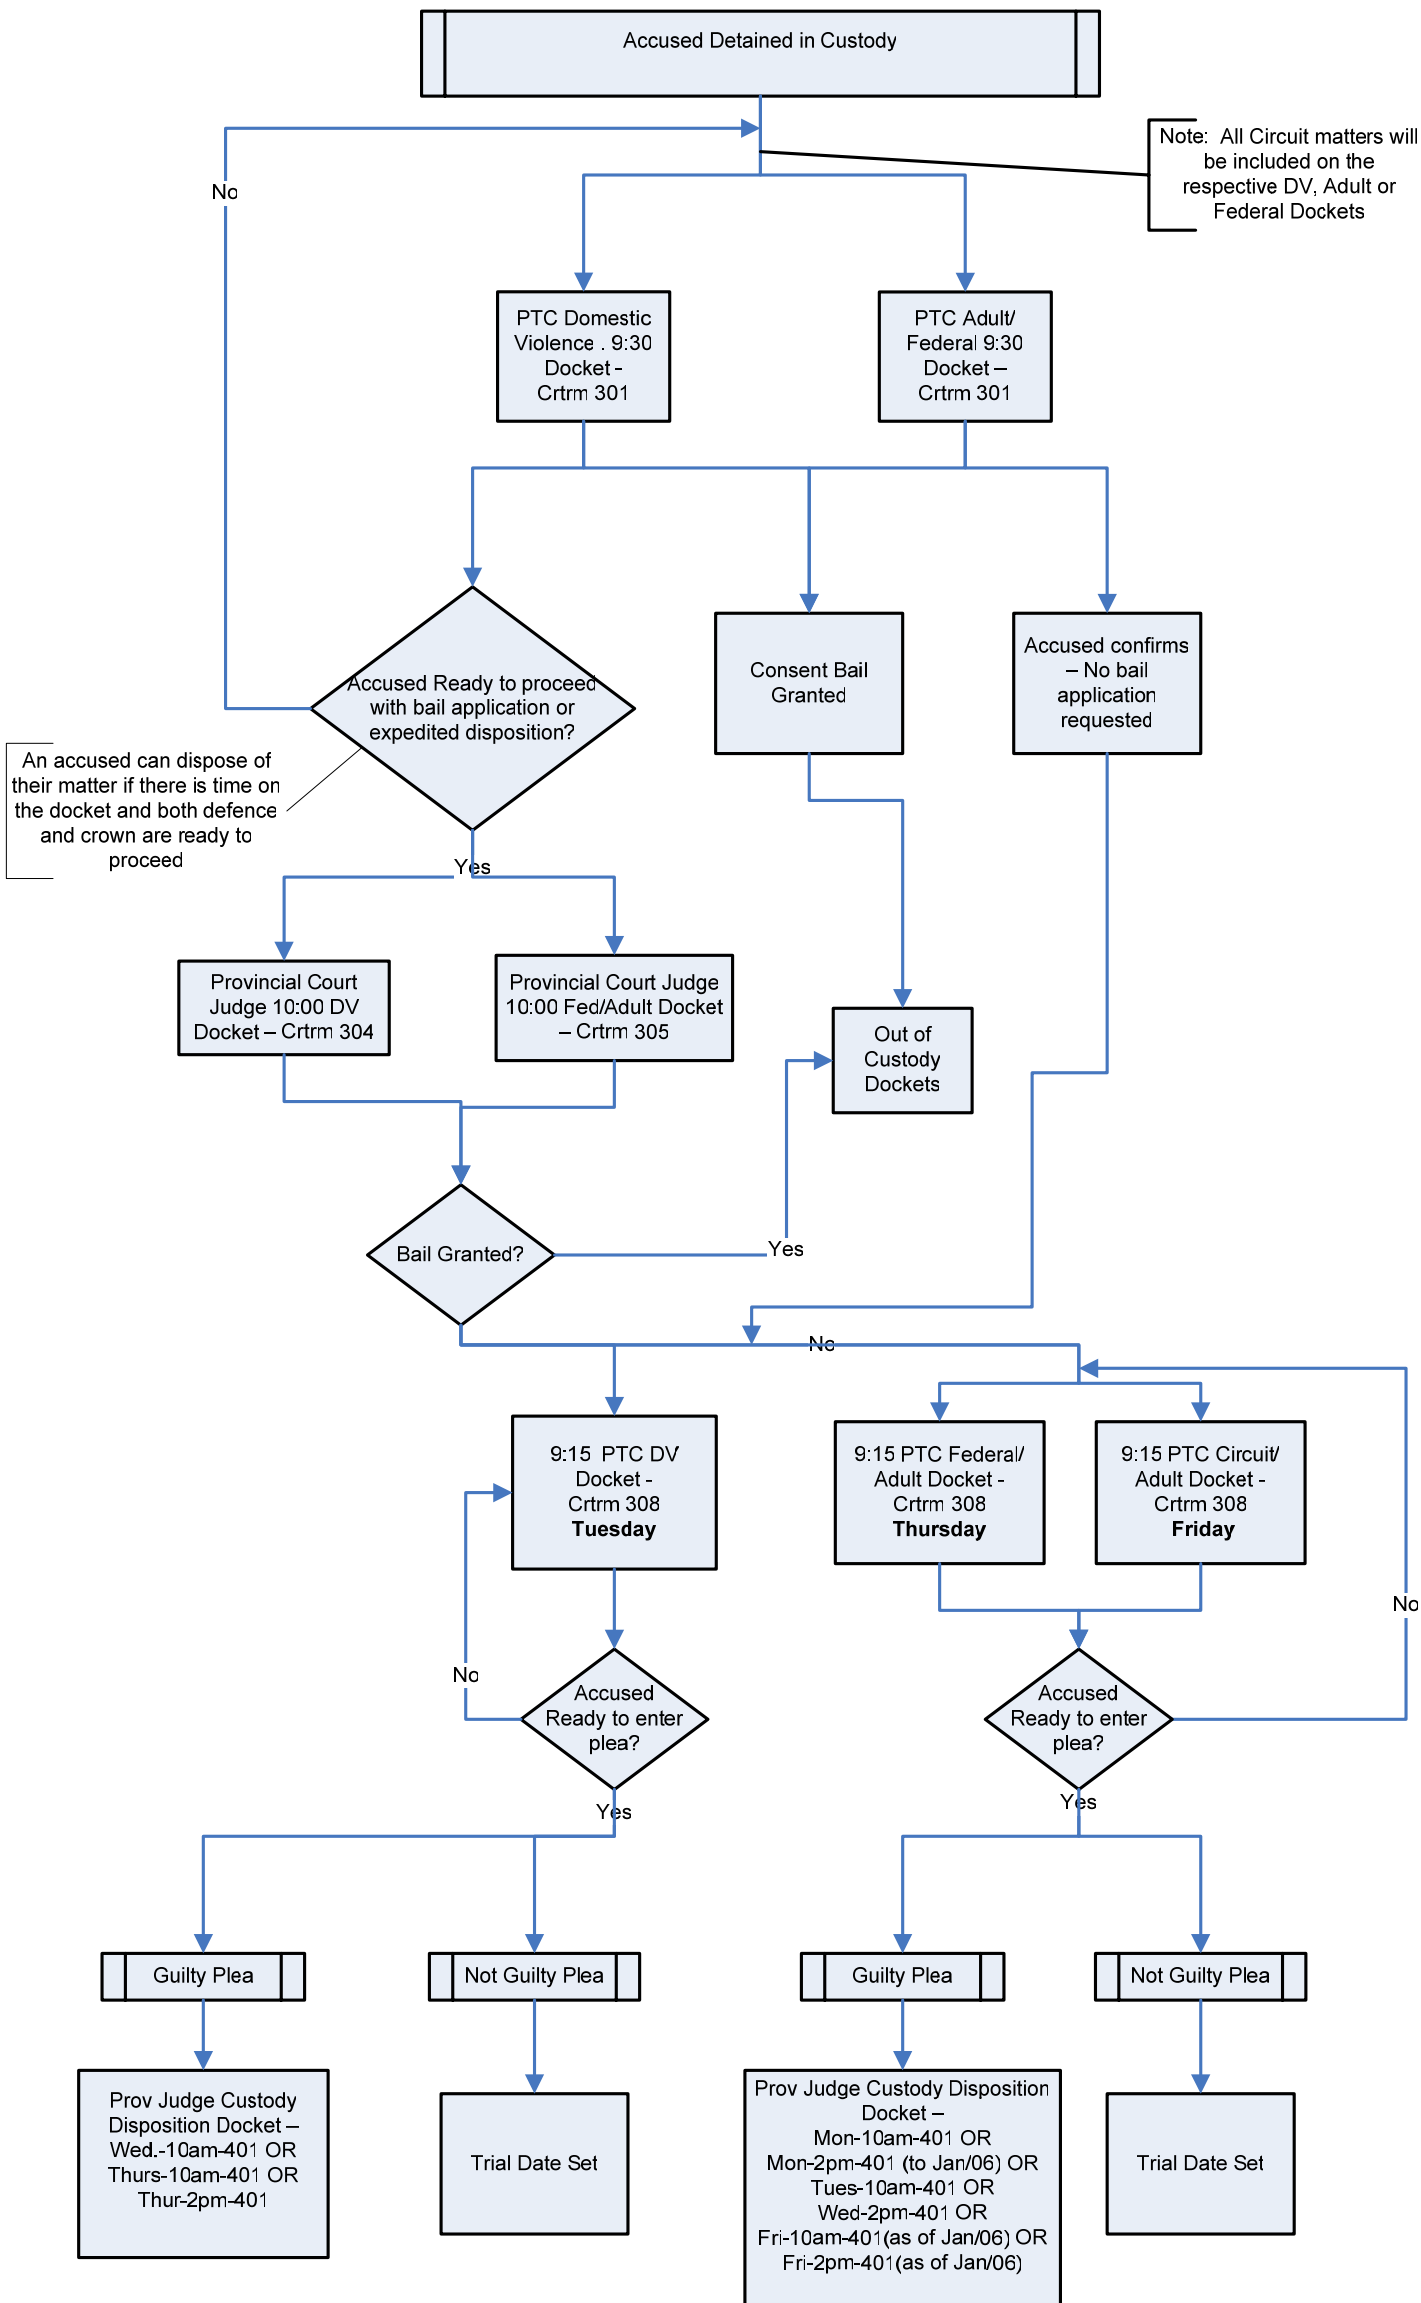 Accused Detained in Custody
Note:  All Circuit matters will
be included on the
respective DV, Adult or
Federal Dockets
No
PTC Domestic
Violence . 9:30
Docket -
Crtrm 301
PTC Adult/
Federal 9:30
Docket –
Crtrm 301
Accused Ready to proceed
with bail application or
expedited disposition?
Consent Bail
Granted
Accused confirms
– No bail
application
requested
An accused can dispose of
their matter if there is time on
the docket and both defence
and crown are ready to
proceed
Yes
Provincial Court
Judge 10:00 DV
Docket – Crtrm 304
Provincial Court Judge
10:00 Fed/Adult Docket
– Crtrm 305
Out of
Custody
Dockets
Bail Granted?
Yes
No
9:15  PTC DV
Docket -
Crtrm 308
Tuesday
9:15 PTC Federal/
Adult Docket -
Crtrm 308
Thursday
9:15 PTC Circuit/
Adult Docket -
Crtrm 308
Friday
No
No
Accused
Ready to enter
plea?
Accused
Ready to enter
plea?
Yes
Yes
Guilty Plea
Not Guilty Plea
Guilty Plea
Not Guilty Plea
Prov Judge Custody
Disposition Docket –
Wed.-10am-401 OR
Thurs-10am-401 OR
Thur-2pm-401
Trial Date Set
Prov Judge Custody Disposition
Docket –
Mon-10am-401 OR
Mon-2pm-401 (to Jan/06) OR
Tues-10am-401 OR
Wed-2pm-401 OR
Fri-10am-401(as of Jan/06) OR
Fri-2pm-401(as of Jan/06)
Trial Date Set